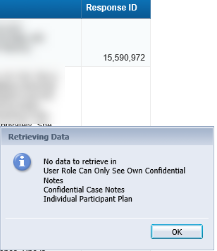 Response ID
15,590,972
Retrieving Data
No data to retrieve in
User Role Can Only See Own Confidential
Notes
Confidential Case Notes
Individual Participant Plan
OK